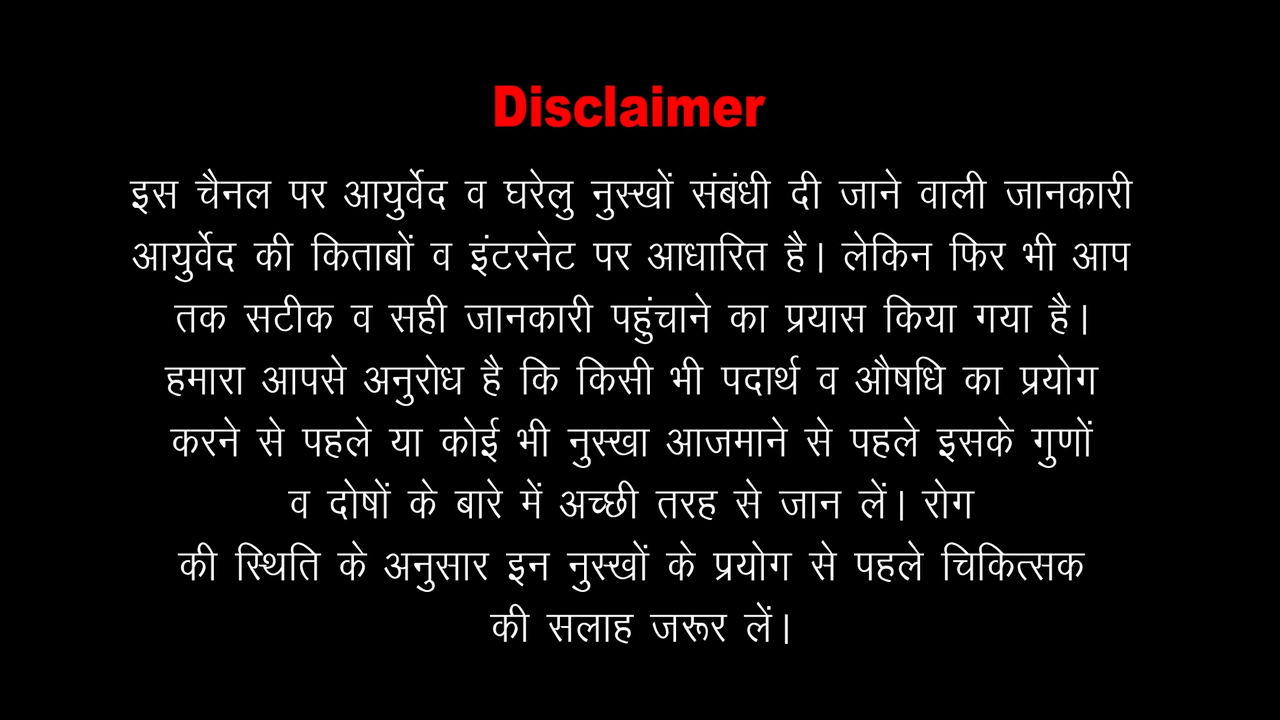 Disclaimer
इस चैनल पर आयुर्वेद व घरेलु नुस्खों संबंधी दी जाने वाली जानकारी
आयुर्वेद की किताबों व इंटरनेट पर आधारित है। लेकिन फिर भी आप
तक सटीक व सही जानकारी पहुंचाने का प्रयास किया गया है।
हमारा आपसे अनुरोध है कि किसी भी पदार्थ व औषधि का प्रयोग
करने से पहले या कोई भी नुस्खा आजमाने से पहले इसके गुणों
व दोषों के बारे में अच्छी तरह से जान लें। रोग
की स्थिति के अनुसार इन नुस्खों के प्रयोग से पहले चिकित्सक
की सलाह जरूर लें।